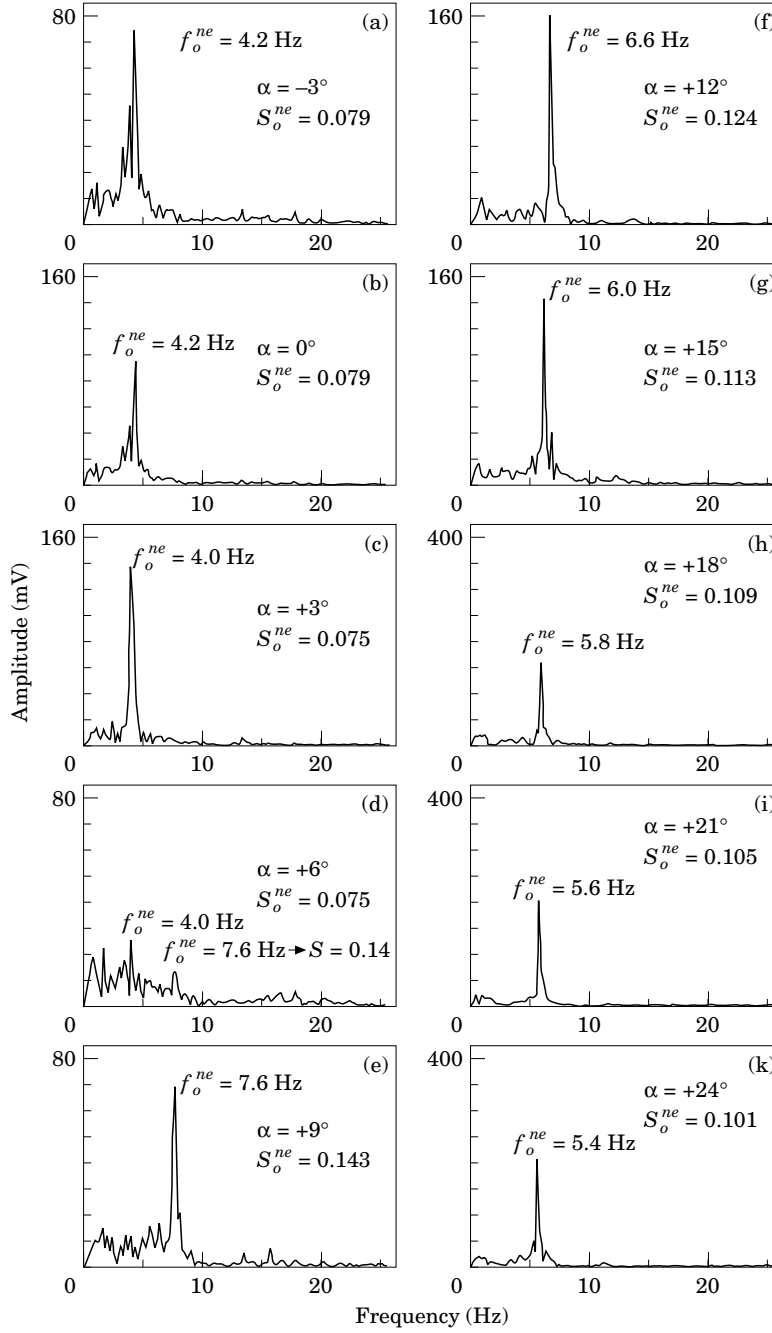 80
(a)
f_o^ne = 4.2 Hz
α = –3°
S_o^ne = 0.079
0
10
20
160
(b)
f_o^ne = 4.2 Hz
α = 0°
S_o^ne = 0.079
0
10
20
160
(c)
f_o^ne = 4.0 Hz
α = +3°
S_o^ne = 0.075
0
10
20
80
(d)
α = +6°
S_o^ne = 0.075
f_o^ne = 4.0 Hz
f_o^ne = 7.6 Hz → S = 0.14
0
10
20
80
(e)
f_o^ne = 7.6 Hz
α = +9°
S_o^ne = 0.143
0
10
20
160
(f)
f_o^ne = 6.6 Hz
α = +12°
S_o^ne = 0.124
0
10
20
160
(g)
f_o^ne = 6.0 Hz
α = +15°
S_o^ne = 0.113
0
10
20
400
(h)
α = +18°
S_o^ne = 0.109
f_o^ne = 5.8 Hz
0
10
20
400
(i)
α = +21°
S_o^ne = 0.105
f_o^ne = 5.6 Hz
0
10
20
400
(k)
α = +24°
S_o^ne = 0.101
f_o^ne = 5.4 Hz
0
10
20
Amplitude (mV)
Frequency (Hz)